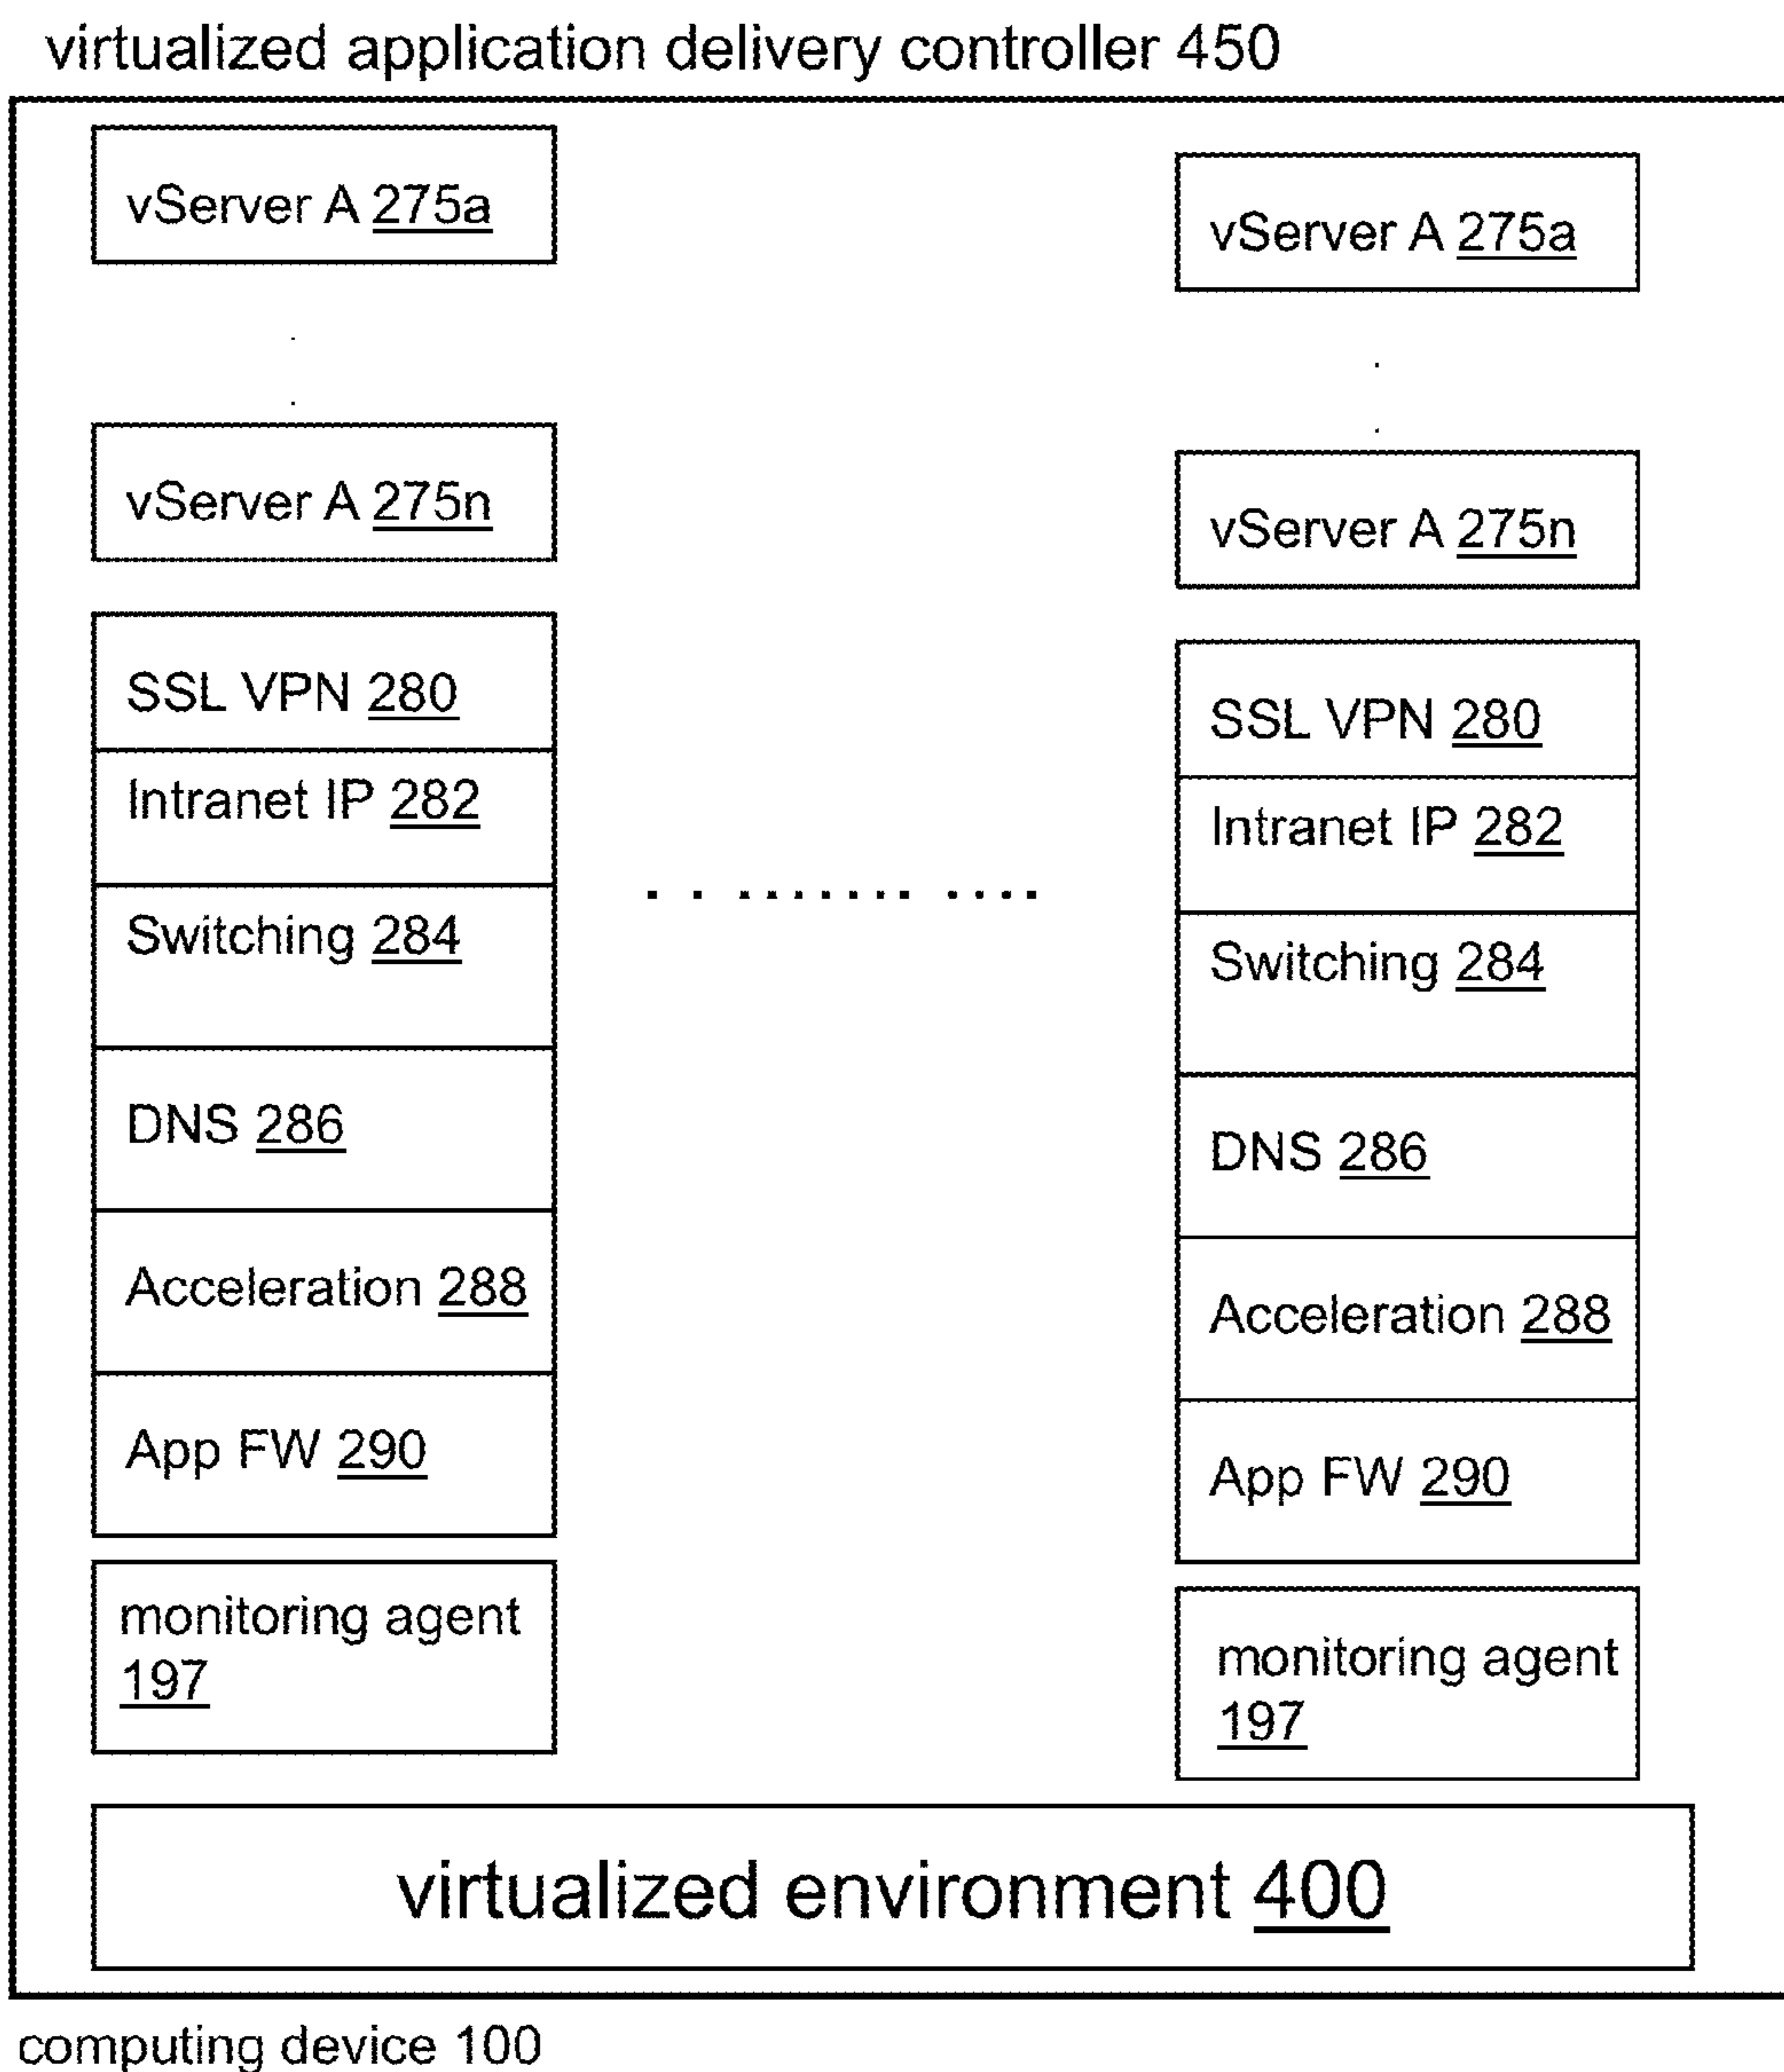 virtualized application delivery controller 450
vServer A 275a
vServer A 275n
SSL VPN 280
Intranet IP 282
Switching 284
DNS 286
Acceleration 288
App FW 290
monitoring agent
197
vServer A 275a
vServer A 275n
SSL VPN 280
Intranet IP 282
Switching 284
DNS 286
Acceleration 288
App FW 290
monitoring agent
197
virtualized environment 400
computing device 100